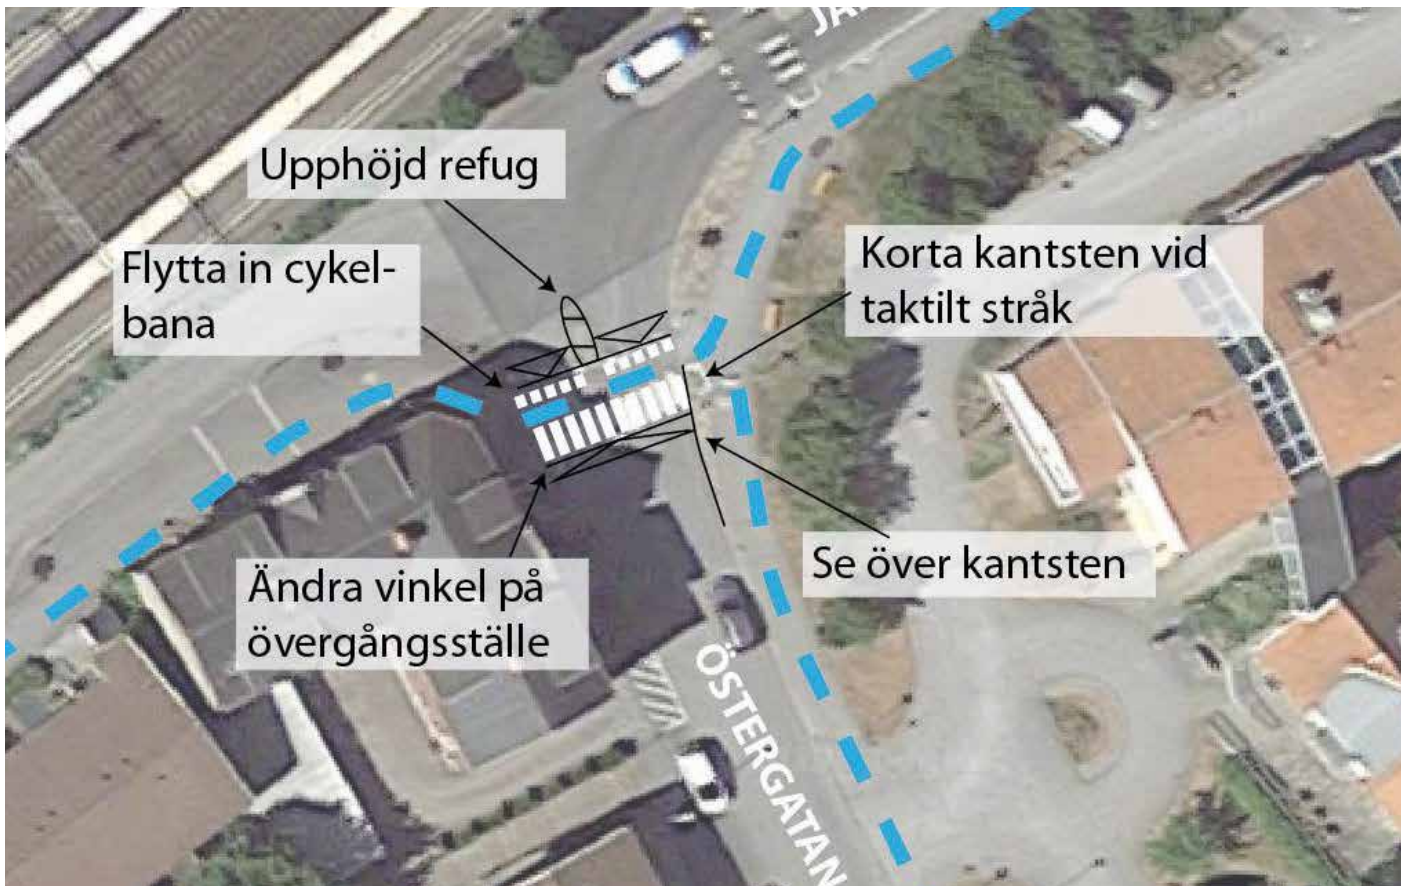 JÄ
Upphöjd refug
Flytta in cykel-
bana
Korta kantsten vid
taktilt stråk
Se över kantsten
Ändra vinkel på
övergångsställe
ÖSTERGATAN